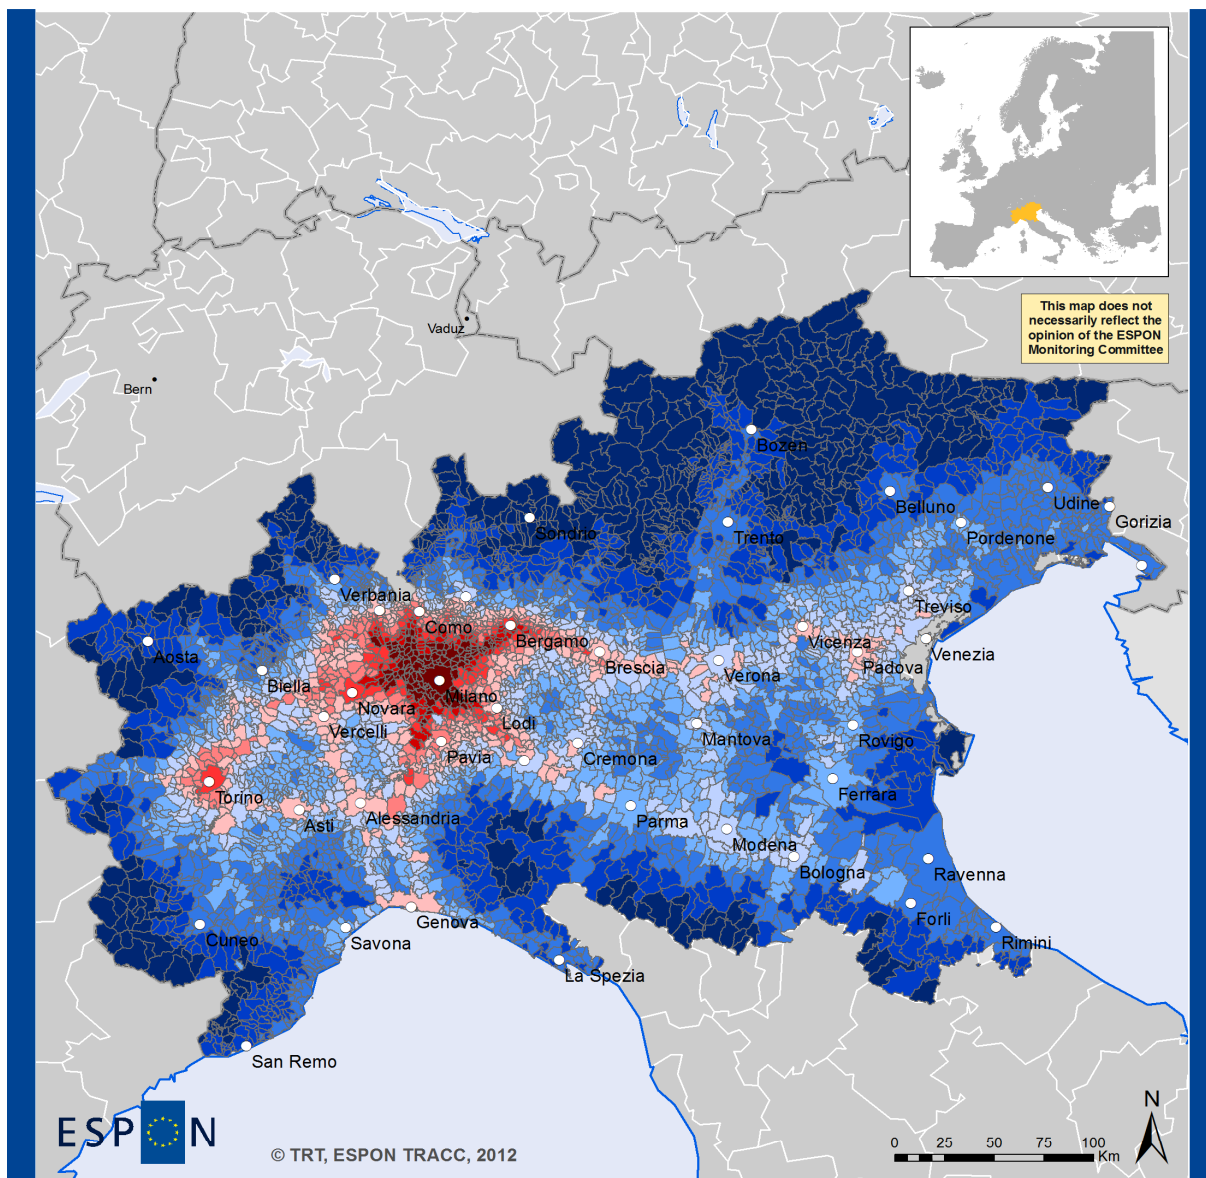 This map does not
necessarily reflect the
opinion of the ESPON
Monitoring Committee
Vaduz
Bern
Bozen
Belluno
Udine
Gorizia
Sondrio
Trento
Pordenone
Verbania
Treviso
Como
Bergamo
Vicenza
Aosta
Brescia
Padova
Venezia
Verona
Biella
Milano
Novara
Lodi
Vercelli
Mantova
Rovigo
Pavia
Cremona
Torino
Ferrara
Asti
Alessandria
Parma
Modena
Bologna
Ravenna
Genova
Forli
Cuneo
Savona
Rimini
La Spezia
San Remo
ESPON
© TRT, ESPON TRACC, 2012
N
0 25 50 75 100
Km